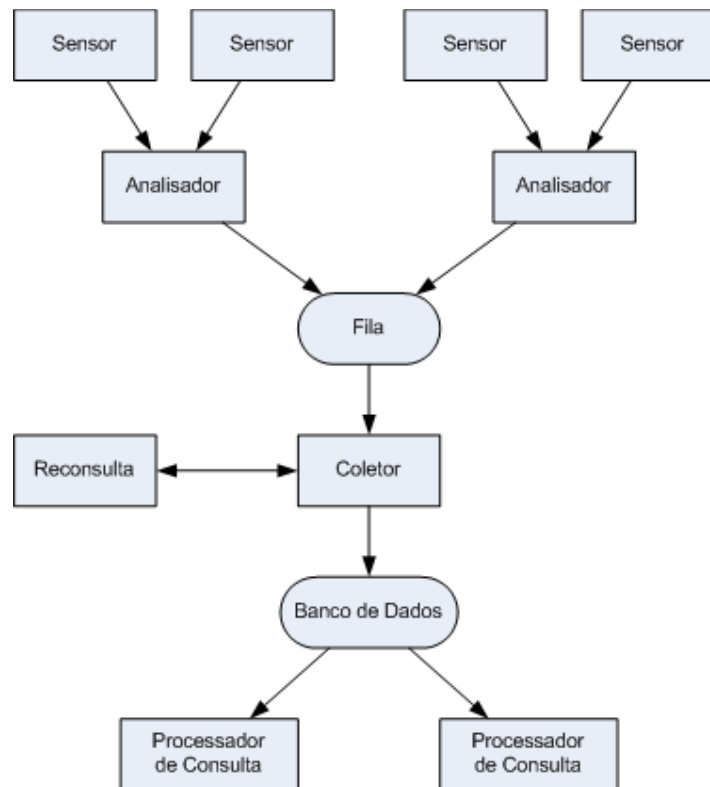 Sensor
Sensor
Sensor
Sensor
Analisador
Analisador
Fila
Reconsulta
Coletor
Banco de Dados
Processador
de Consulta
Processador
de Consulta